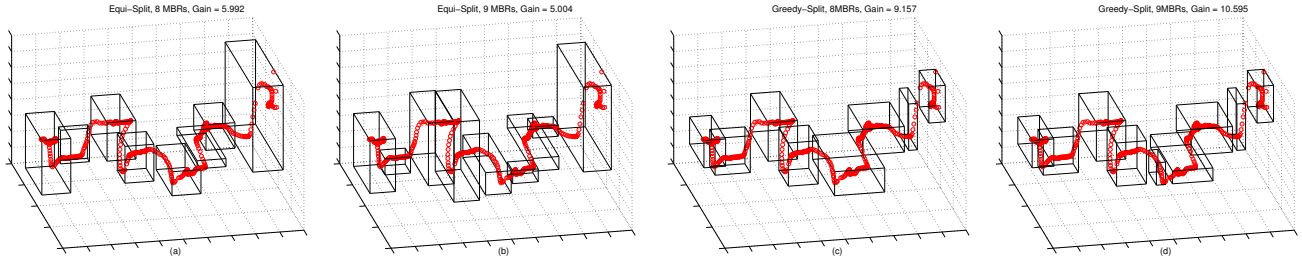 Equi-Split, 8 MBRs, Gain = 5.992
Equi-Split, 9 MBRs, Gain = 5.004
Greedy-Split, 8MBRs, Gain = 9.157
Greedy-Split, 9MBRs, Gain = 10.595
(a)
(b)
(c)
(d)